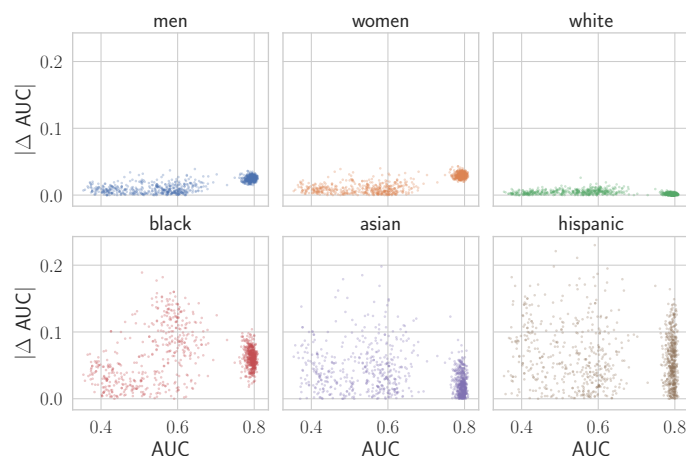 men women white
0.2
0.1
0.0
|Δ AUC|
black asian hispanic
0.2
0.1
0.0
|Δ AUC|
0.4 0.6 0.8 0.4 0.6 0.8 0.4 0.6 0.8
AUC AUC AUC